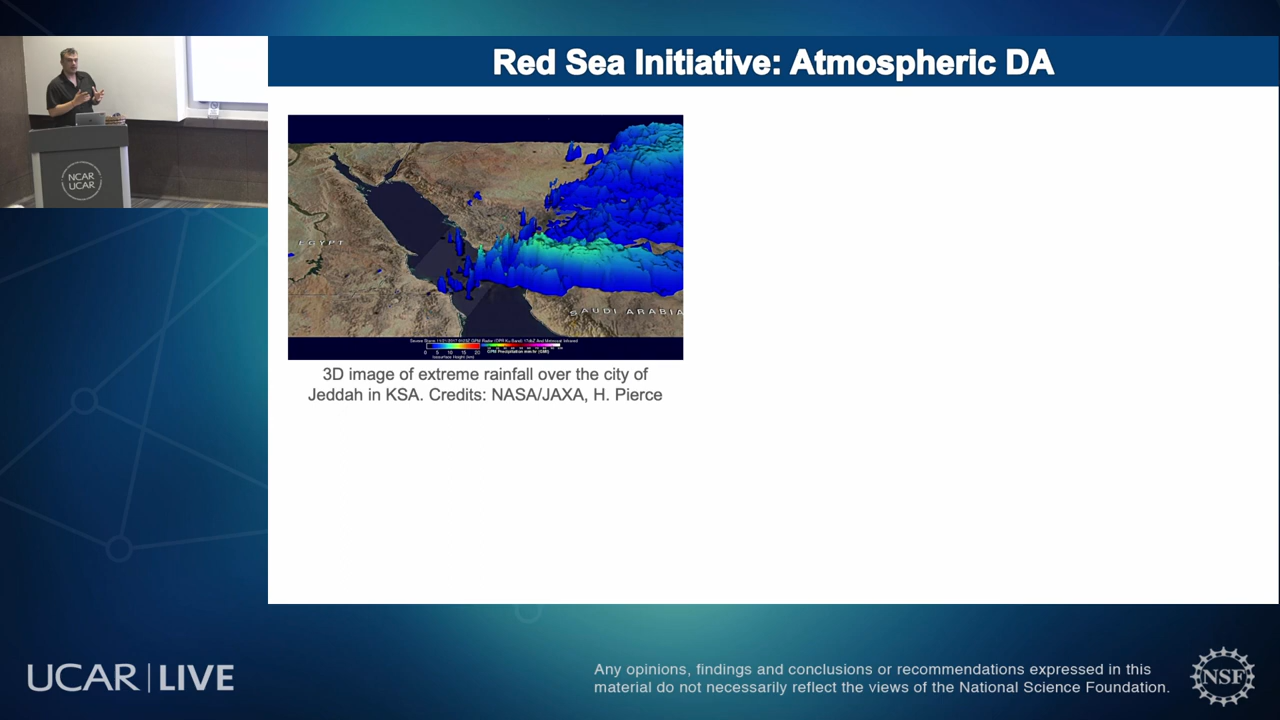 Red Sea Initiative: Atmospheric DA
NCAR
UCAR
EGYPT
SAUDI ARABIA
3D image of extreme rainfall over the city of
Jeddah in KSA. Credits: NASA/JAXA, H. Pierce
UCAR | LIVE
Any opinions, findings and conclusions or recommendations expressed in this
material do not necessarily reflect the views of the National Science Foundation.
NSF